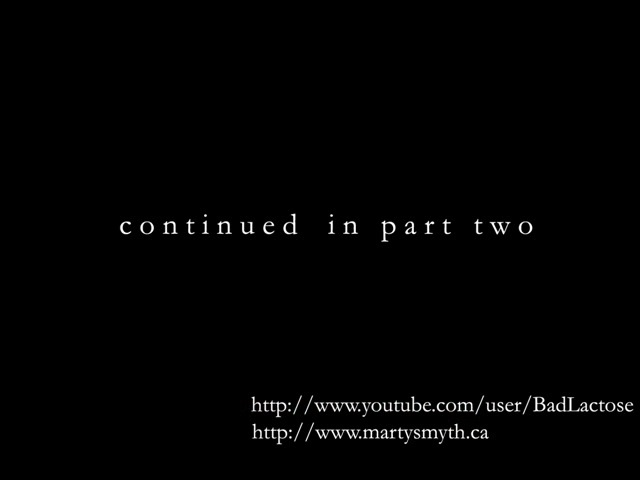 continued in part two
http://www.youtube.com/user/BadLactose
http://www.martysmyth.ca